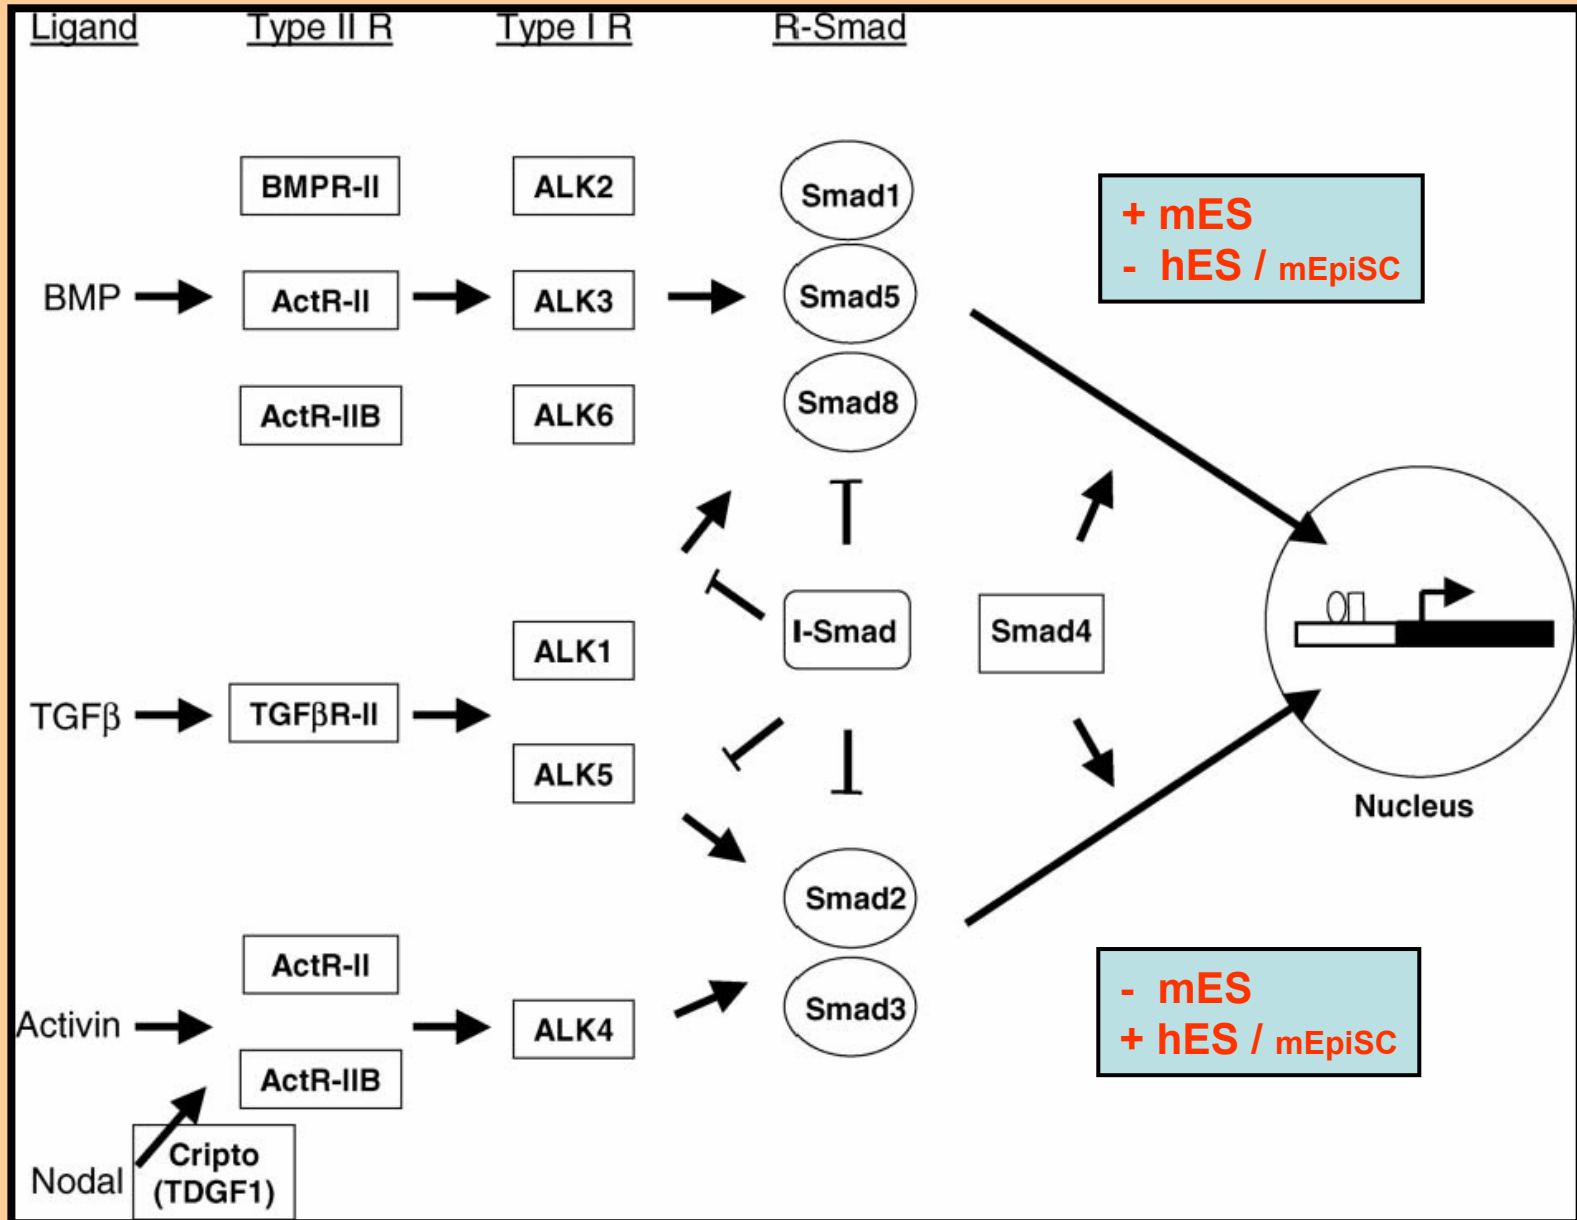 Ligand Type II R Type I R R-Smad
BMPR-II ALK2 Smad1
+ mES
- hES / mEpiSC
BMP ActR-II ALK3 Smad5
ActR-IIB ALK6 Smad8
ALK1 I-Smad Smad4
TGFβ TGFβR-II
ALK5
Nucleus
Smad2
ActR-II
- mES
+ hES / mEpiSC
Smad3
Activin ALK4
ActR-IIB
Nodal
Cripto
(TDGF1)